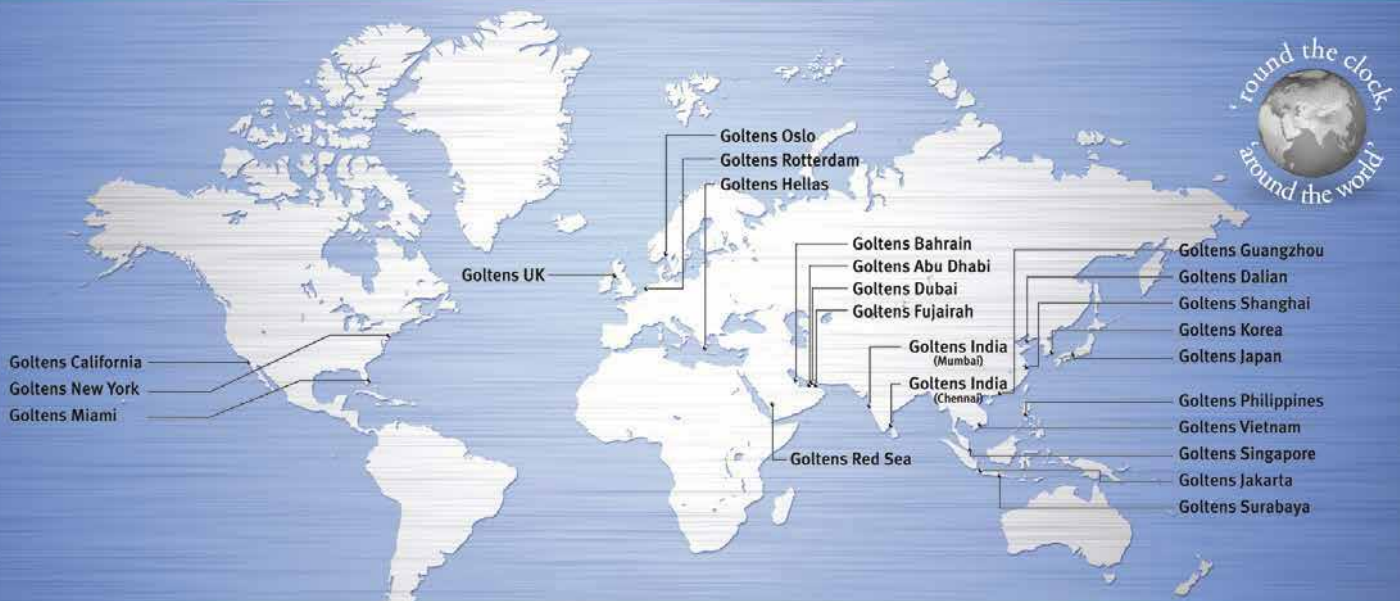 'round the clock,
'around the world'
Goltens Oslo
Goltens Rotterdam
Goltens Hellas
Goltens UK
Goltens Bahrain
Goltens Abu Dhabi
Goltens Dubai
Goltens Fujairah
Goltens India
(Mumbai)
Goltens India
(Chennai)
Goltens Red Sea
Goltens California
Goltens New York
Goltens Miami
Goltens Guangzhou
Goltens Dalian
Goltens Shanghai
Goltens Korea
Goltens Japan
Goltens Philippines
Goltens Vietnam
Goltens Singapore
Goltens Jakarta
Goltens Surabaya